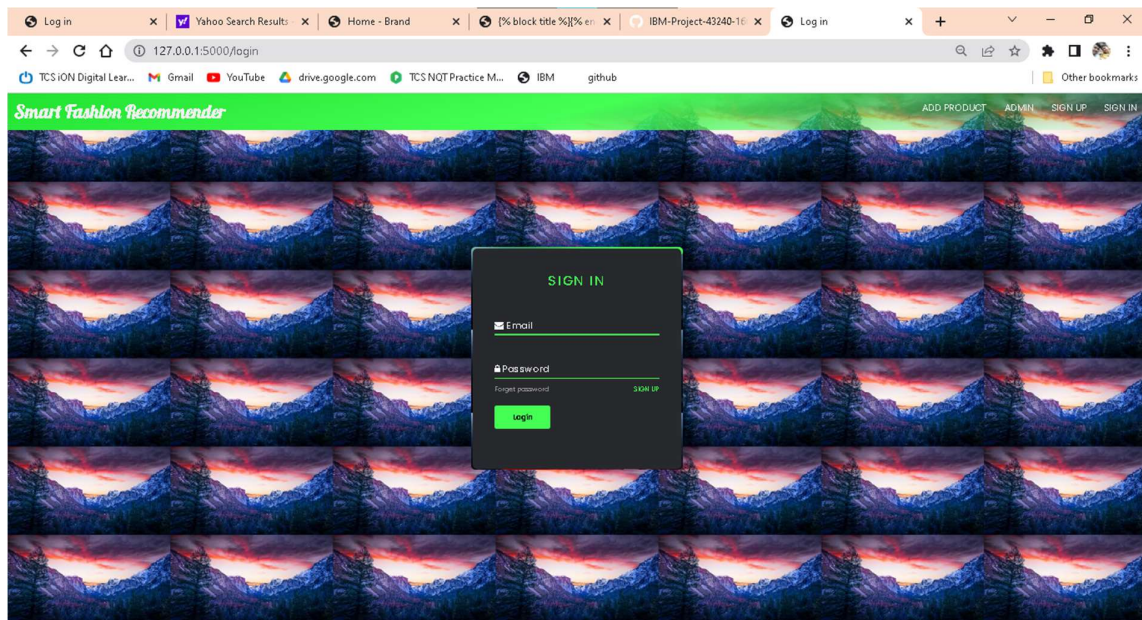 Log in
Yahoo Search Results -
Home - Brand
{% block title %}{% en
IBM-Project-43240-16
Log in
127.0.0.1:5000/login
TCS iON Digital Lear...
Gmail
YouTube
drive.google.com
TCS NQT Practice M...
IBM
github
Other bookmarks
Smart Fashion Recommender
ADD PRODUCT
ADMIN
SIGN UP
SIGN IN
SIGN IN
Email
Password
Forget password
SIGN UP
Login